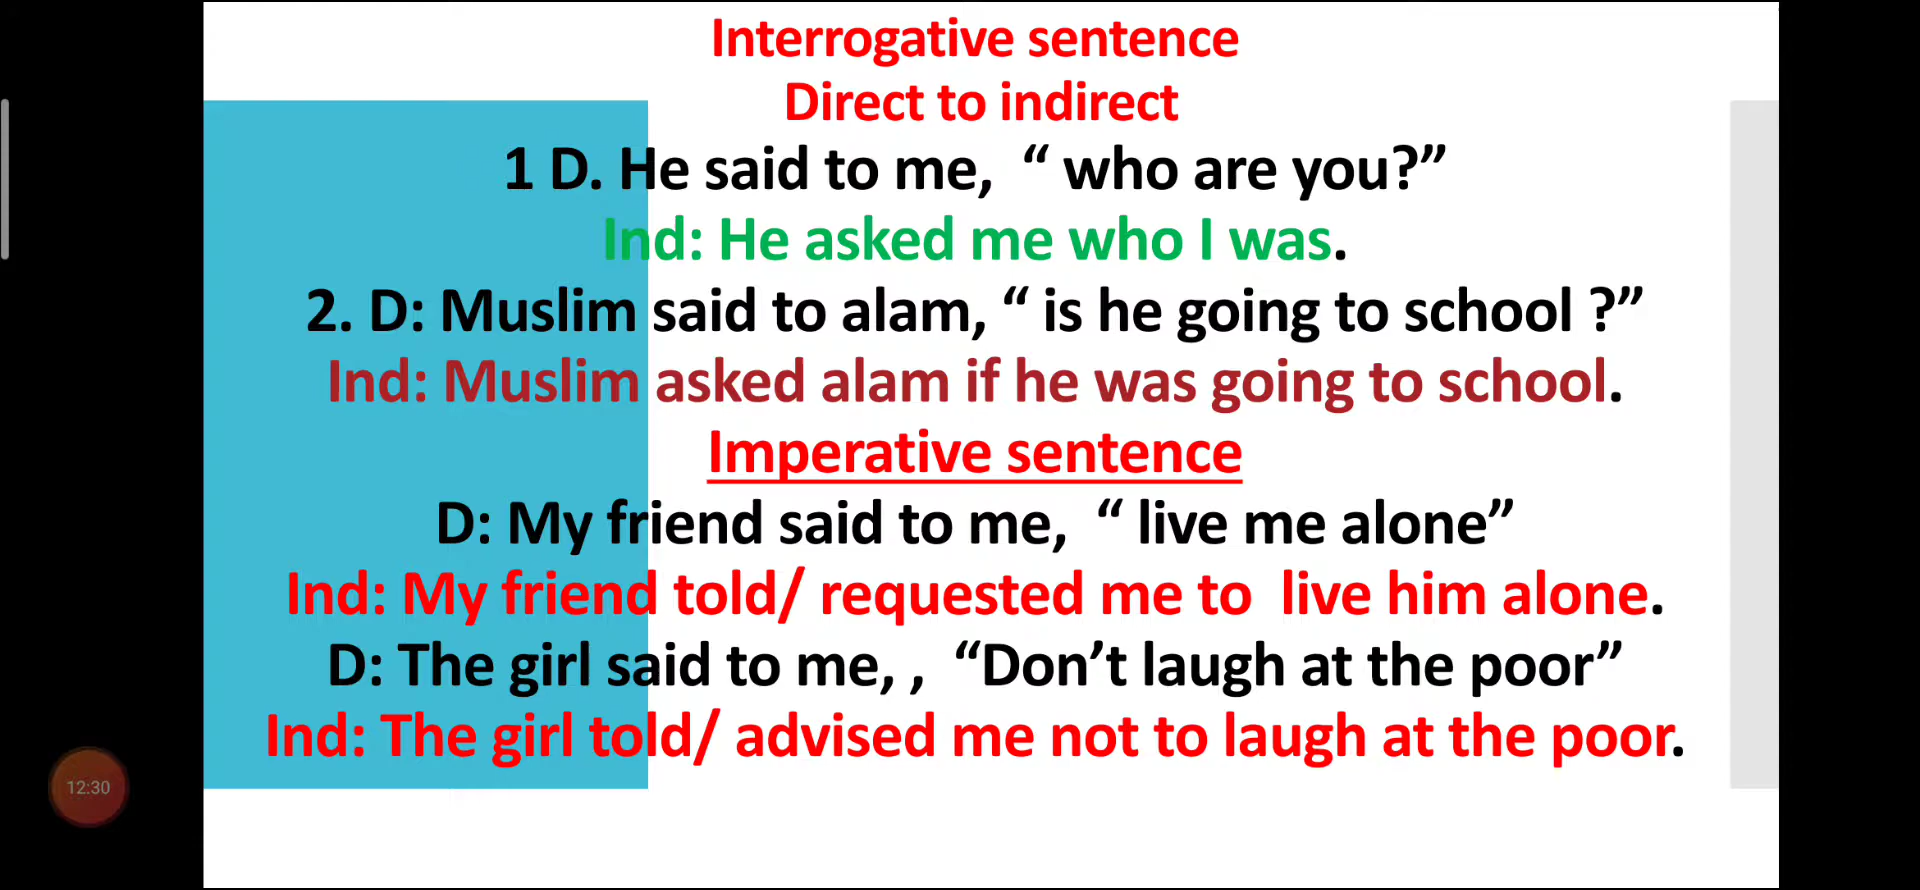 Interrogative sentence
Direct to indirect
1 D. He said to me, “ who are you?”
Ind: He asked me who I was.
2. D: Muslim said to alam, “ is he going to school ?”
Ind: Muslim asked alam if he was going to school.
Imperative sentence
D: My friend said to me, “ live me alone”
Ind: My friend told/ requested me to live him alone.
D: The girl said to me, , “Don’t laugh at the poor”
Ind: The girl told/ advised me not to laugh at the poor.
12:30